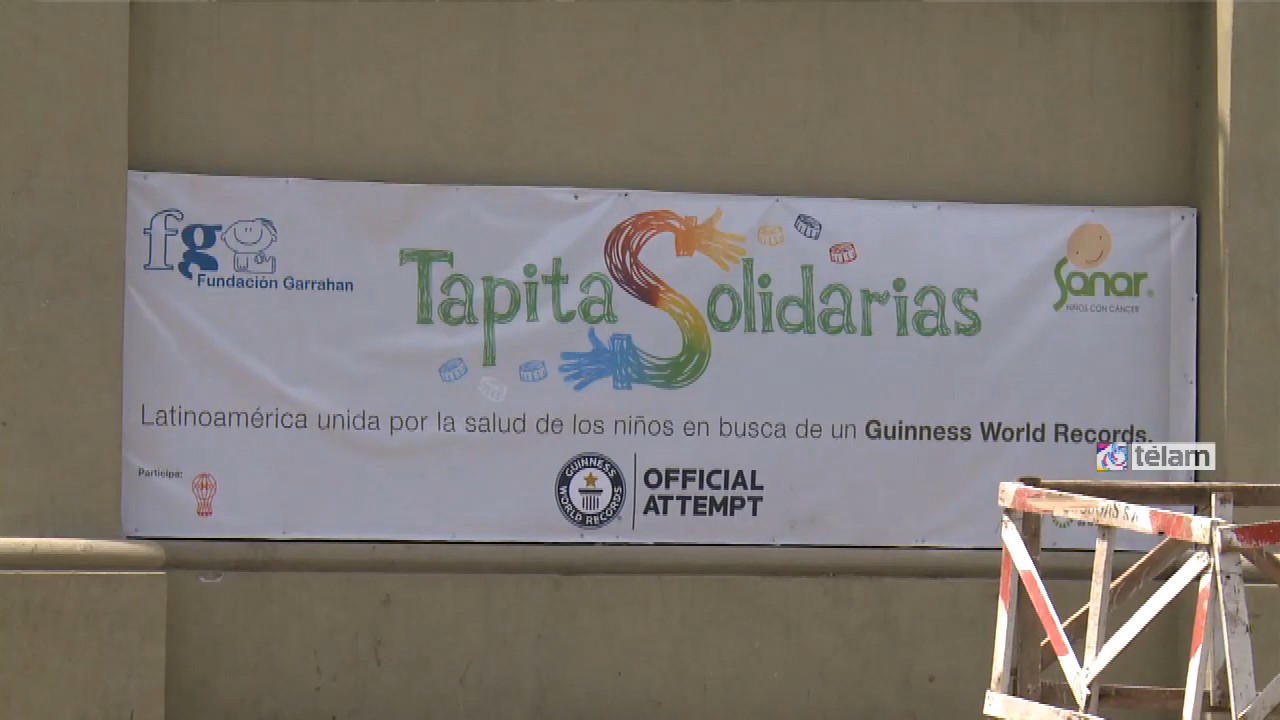 fg
Fundación Garrahan
TapitaSolidarias
Sanar
NIÑOS CON CÁNCER
Latinoamérica unida por la salud de los niños en busca de un Guinness World Records.
télam
Participa:
H
GUINNESS
WORLD RECORDS
OFFICIAL
ATTEMPT